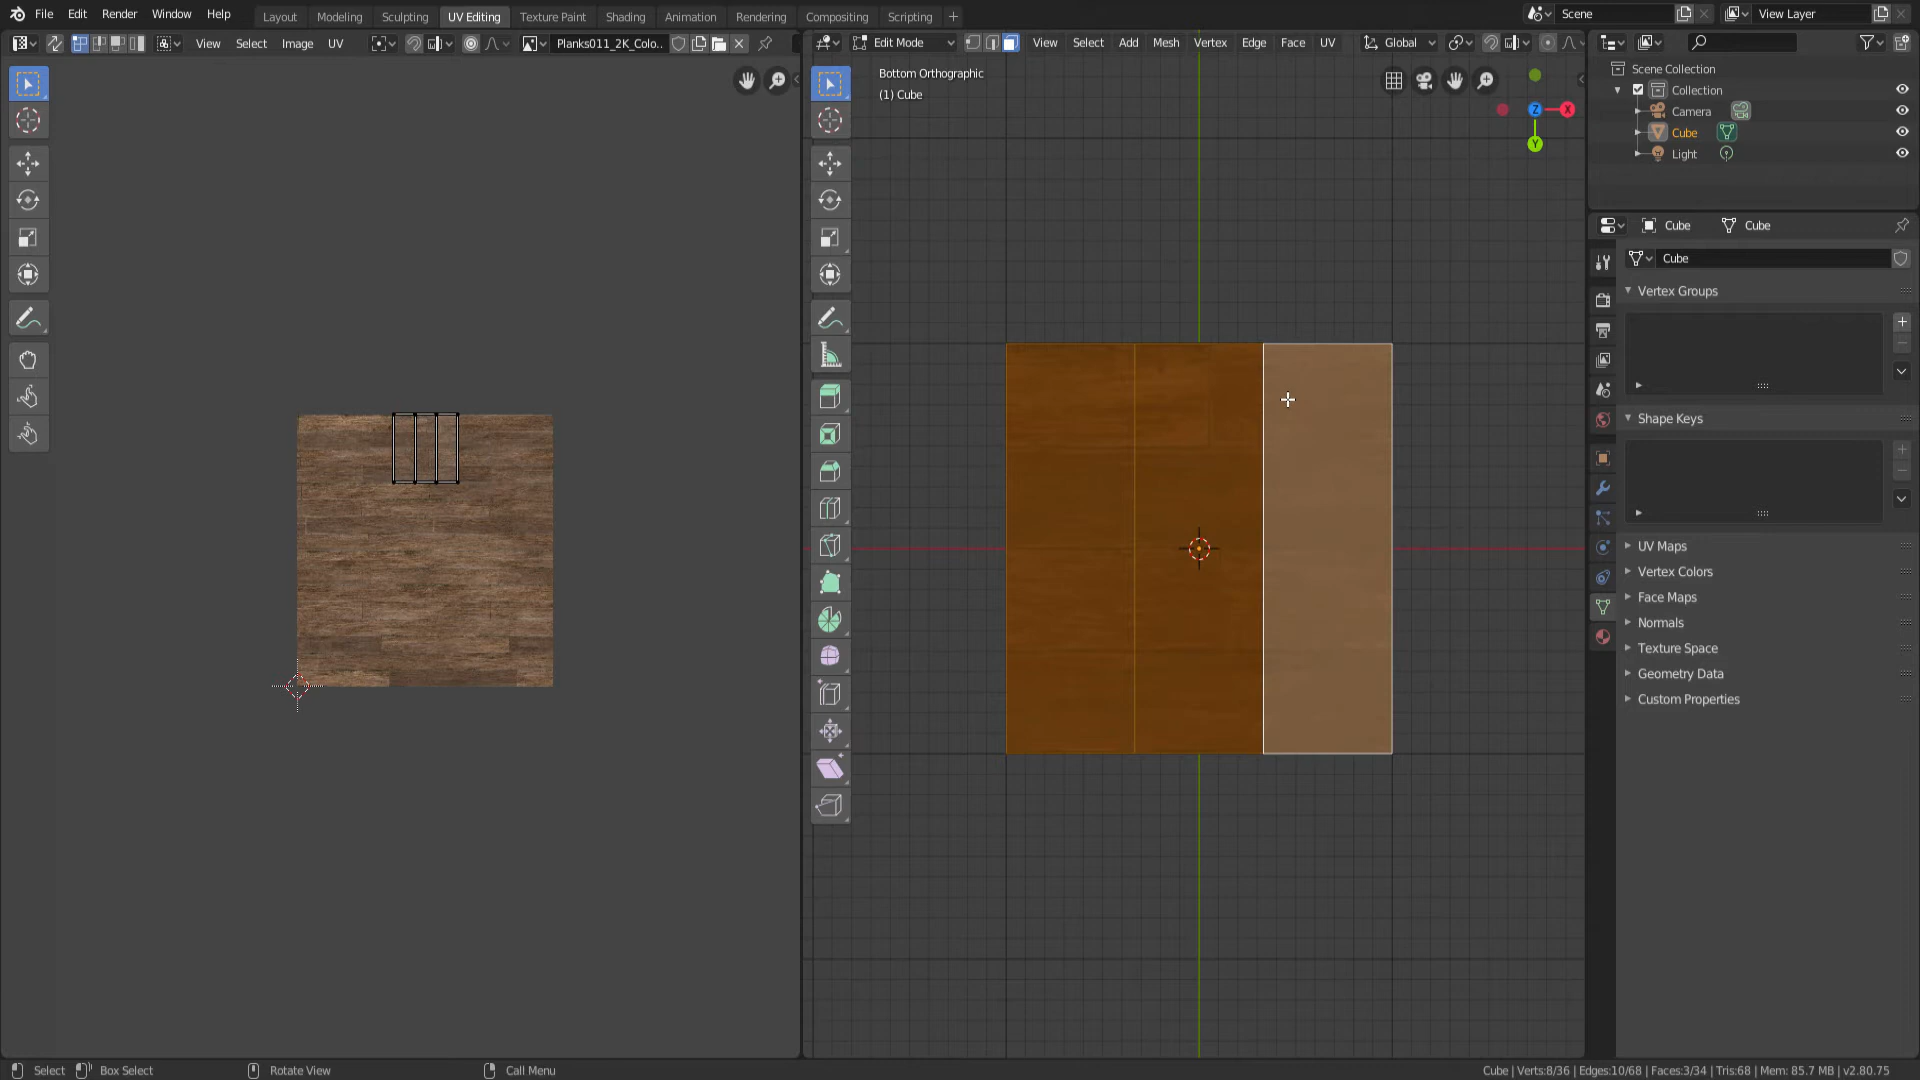 File Edit Render Window Help Layout Modeling Sculpting UV Editing Texture Paint Shading Animation Rendering Compositing Scripting Scene View Layer
View Select Image UV Planks011_2K_Colo.. Edit Mode View Select Add Mesh Vertex Edge Face UV Global
Bottom Orthographic
(1) Cube
Z X
Y
Scene Collection
Collection
Camera
Cube
Light
Cube Cube
Cube
Vertex Groups
Shape Keys
UV Maps
Vertex Colors
Face Maps
Normals
Texture Space
Geometry Data
Custom Properties
Select Box Select Rotate View Call Menu Cube | Verts:8/36 | Edges:10/68 | Faces:3/34 | Tris:68 | Mem: 85.7 MB | v2.80.75